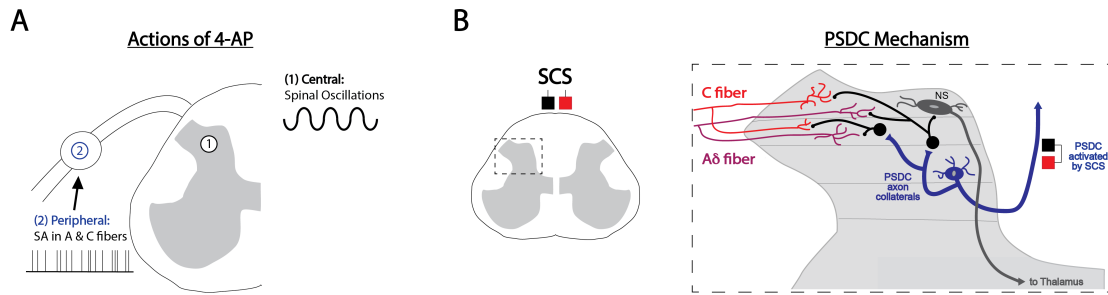 A
Actions of 4-AP
(1) Central:
Spinal Oscillations
1
2
(2) Peripheral:
SA in A & C fibers
B
SCS
PSDC Mechanism
C fiber
Aδ fiber
NS
PSDC
axon
collaterals
PSDC
activated
by SCS
to Thalamus